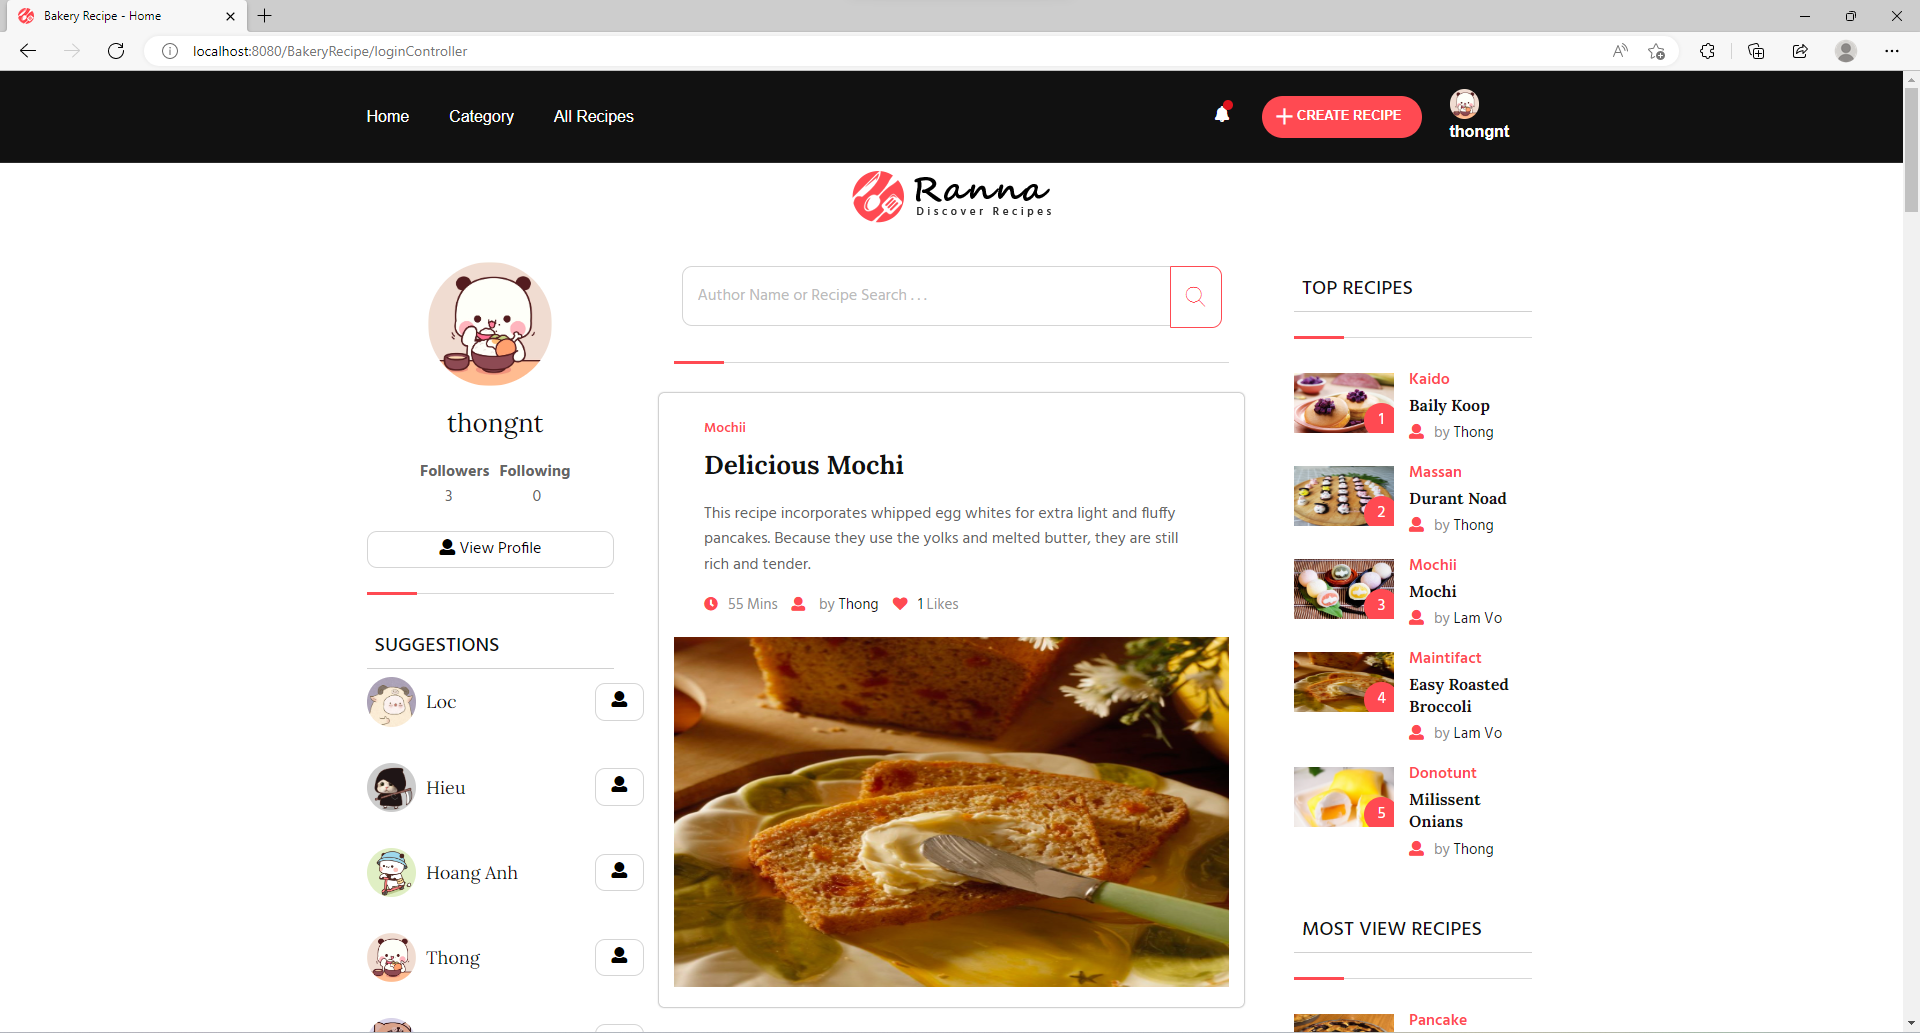 Bakery Recipe - Home
localhost:8080/BakeryRecipe/loginController
Home
Category
All Recipes
CREATE RECIPE
thongnt
Ranna
Discover Recipes
thongnt
Followers Following
3 0
View Profile
SUGGESTIONS
Loc
Hieu
Hoang Anh
Thong
Author Name or Recipe Search . . .
Mochii
Delicious Mochi
This recipe incorporates whipped egg whites for extra light and fluffy
pancakes. Because they use the yolks and melted butter, they are still
rich and tender.
55 Mins by Thong 1 Likes
TOP RECIPES
Kaido
Baily Koop
1
by Thong
Massan
Durant Noad
2
by Thong
Mochii
Mochi
3
by Lam Vo
Maintifact
Easy Roasted
4
Broccoli
by Lam Vo
Donotunt
Milissent
5
Onians
by Thong
MOST VIEW RECIPES
Pancake